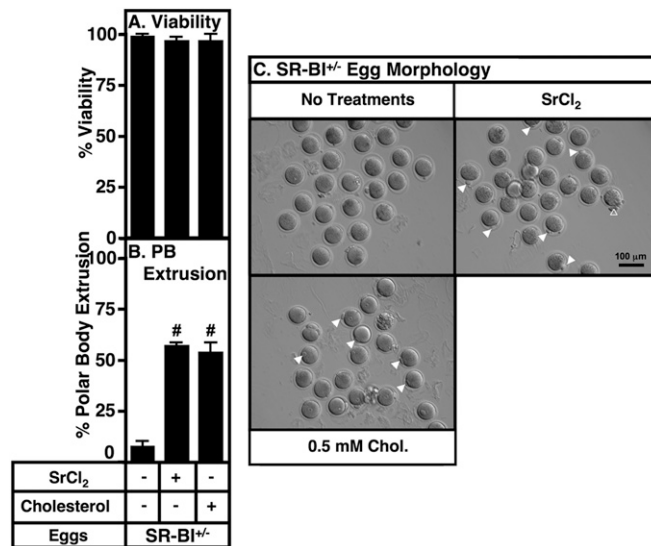 A. Viability
100
75
50
25
0
% Viability
B. PB
Extrusion
100
75
50
25
0
% Polar Body Extrusion
# #
SrCl₂ - + -
Cholesterol - - +
Eggs SR-BI⁺/⁻
C. SR-BI⁺/⁻ Egg Morphology
No Treatments SrCl₂
100 µm
0.5 mM Chol.